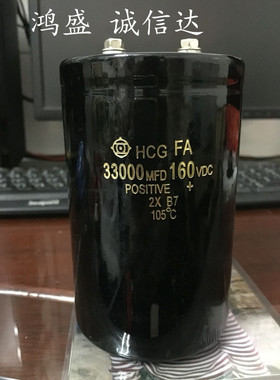 鸿盛 诚信达
HCG FA
33000MFD 160VDC
POSITIVE +
2X B7
105°C